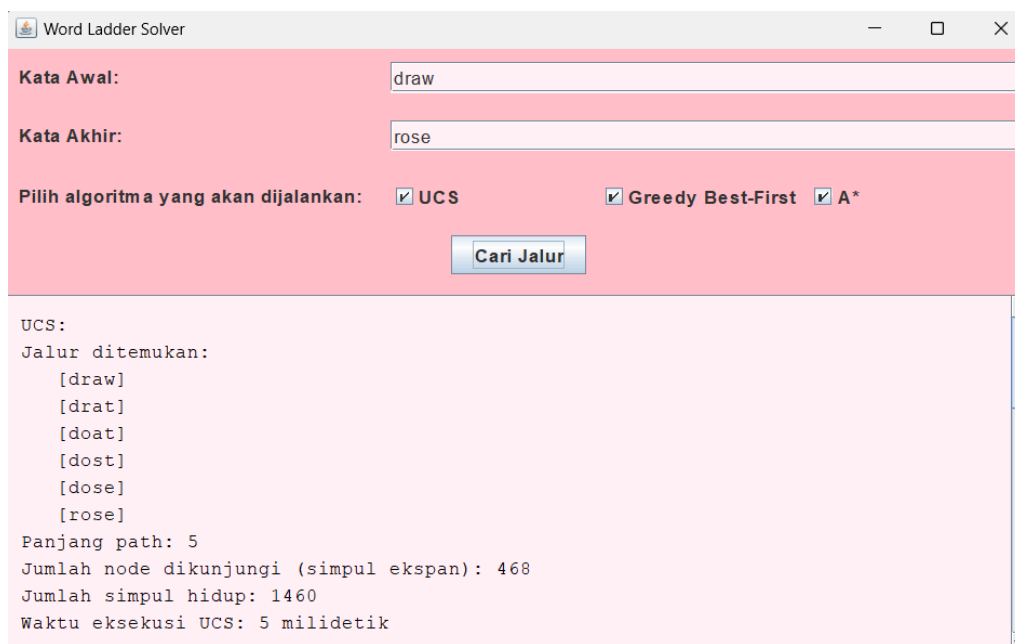 Word Ladder Solver
Kata Awal: draw
Kata Akhir: rose
Pilih algoritma yang akan dijalankan: UCS Greedy Best-First A*
Cari Jalur
UCS:
Jalur ditemukan:
[draw]
[drat]
[doat]
[dost]
[dose]
[rose]
Panjang path: 5
Jumlah node dikunjungi (simpul ekspan): 468
Jumlah simpul hidup: 1460
Waktu eksekusi UCS: 5 milidetik